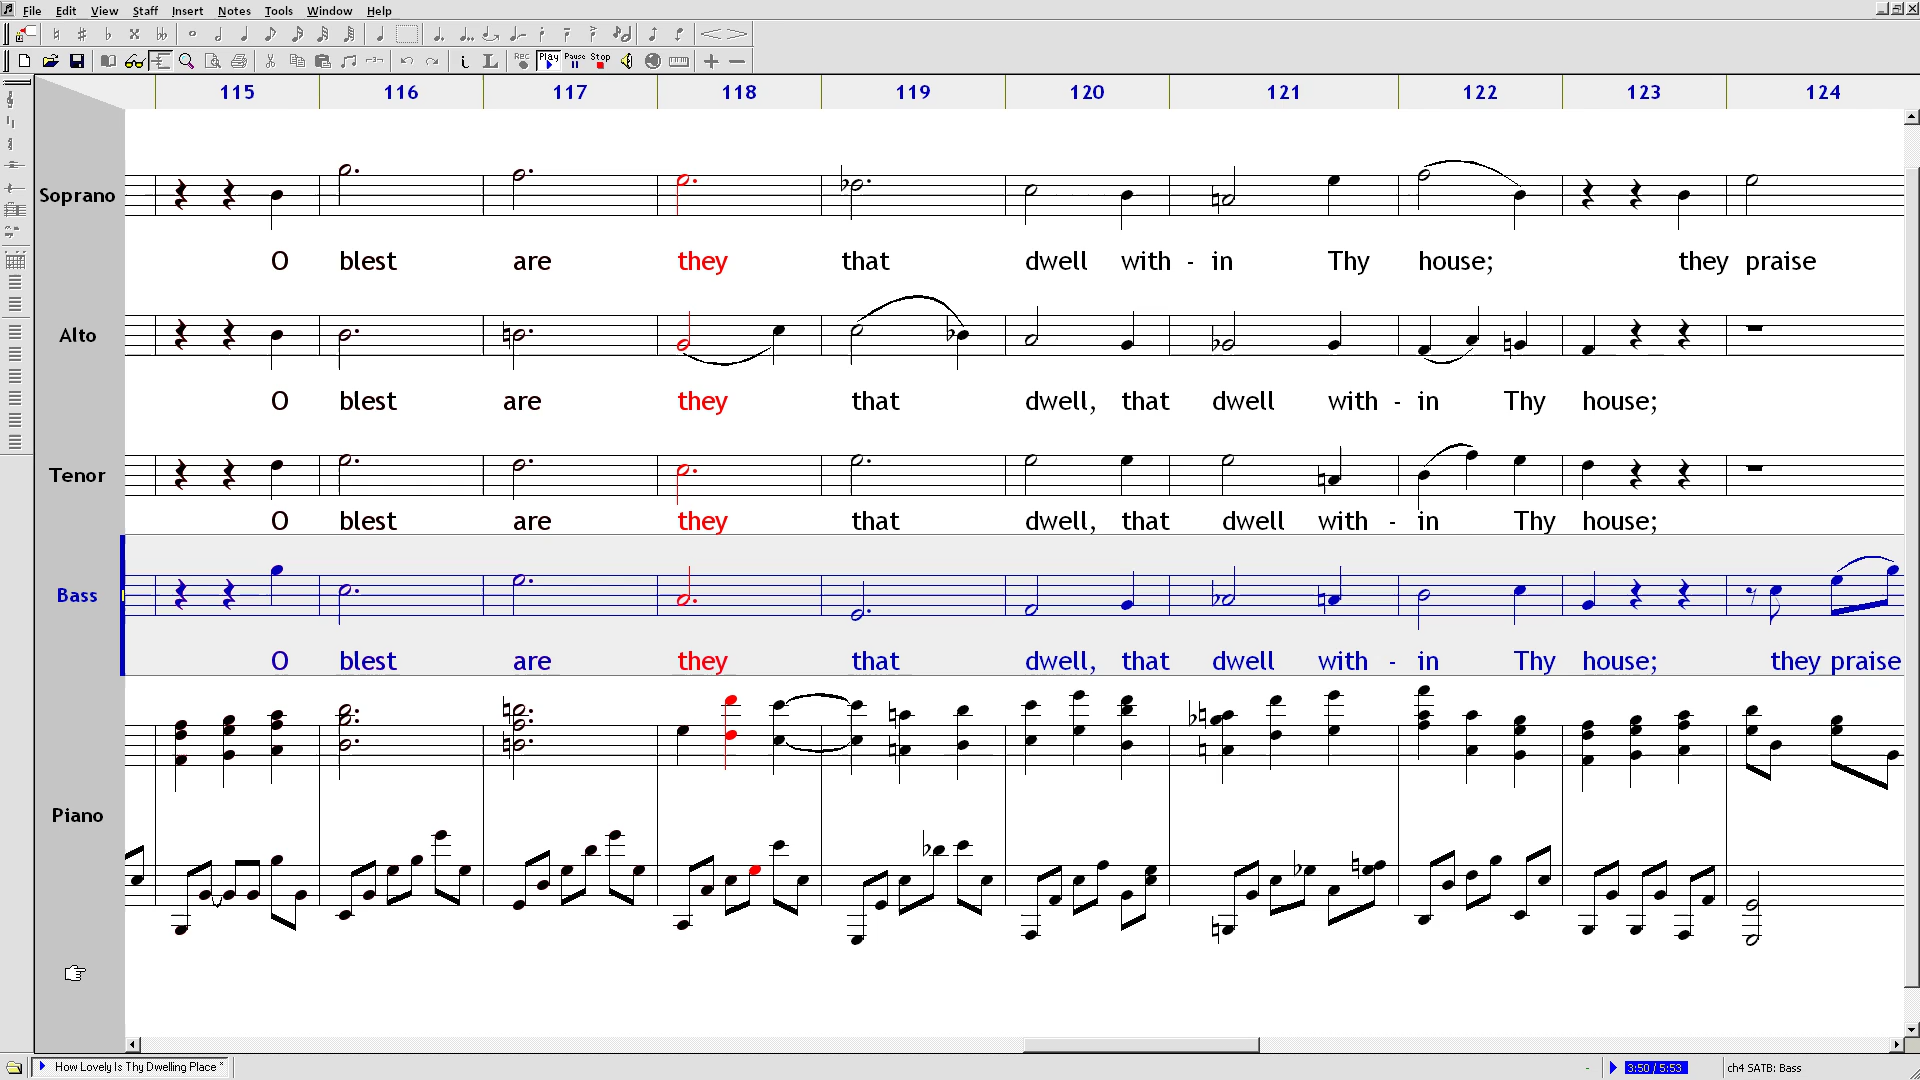 File Edit View Staff Insert Notes Tools Window Help
Rec Play Pause Stop
115 116 117 118 119 120 121 122 123 124
Soprano
O blest are they that dwell with - in Thy house; they praise
Alto
O blest are they that dwell, that dwell with - in Thy house;
Tenor
O blest are they that dwell, that dwell with - in Thy house;
Bass
O blest are they that dwell, that dwell with - in Thy house; they praise
Piano
How Lovely Is Thy Dwelling Place *
- 3:50 / 5:53 ch4 SATB: Bass